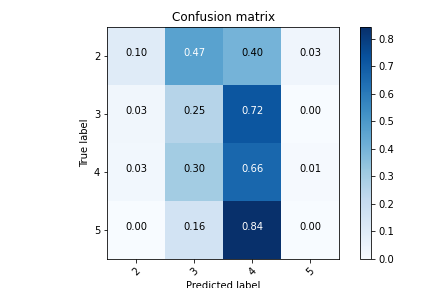 Confusion matrix
2 0.10 0.47 0.40 0.03
3 0.03 0.25 0.72 0.00
4 0.03 0.30 0.66 0.01
5 0.00 0.16 0.84 0.00
2 3 4 5
True label
Predicted label
0.8
0.7
0.6
0.5
0.4
0.3
0.2
0.1
0.0